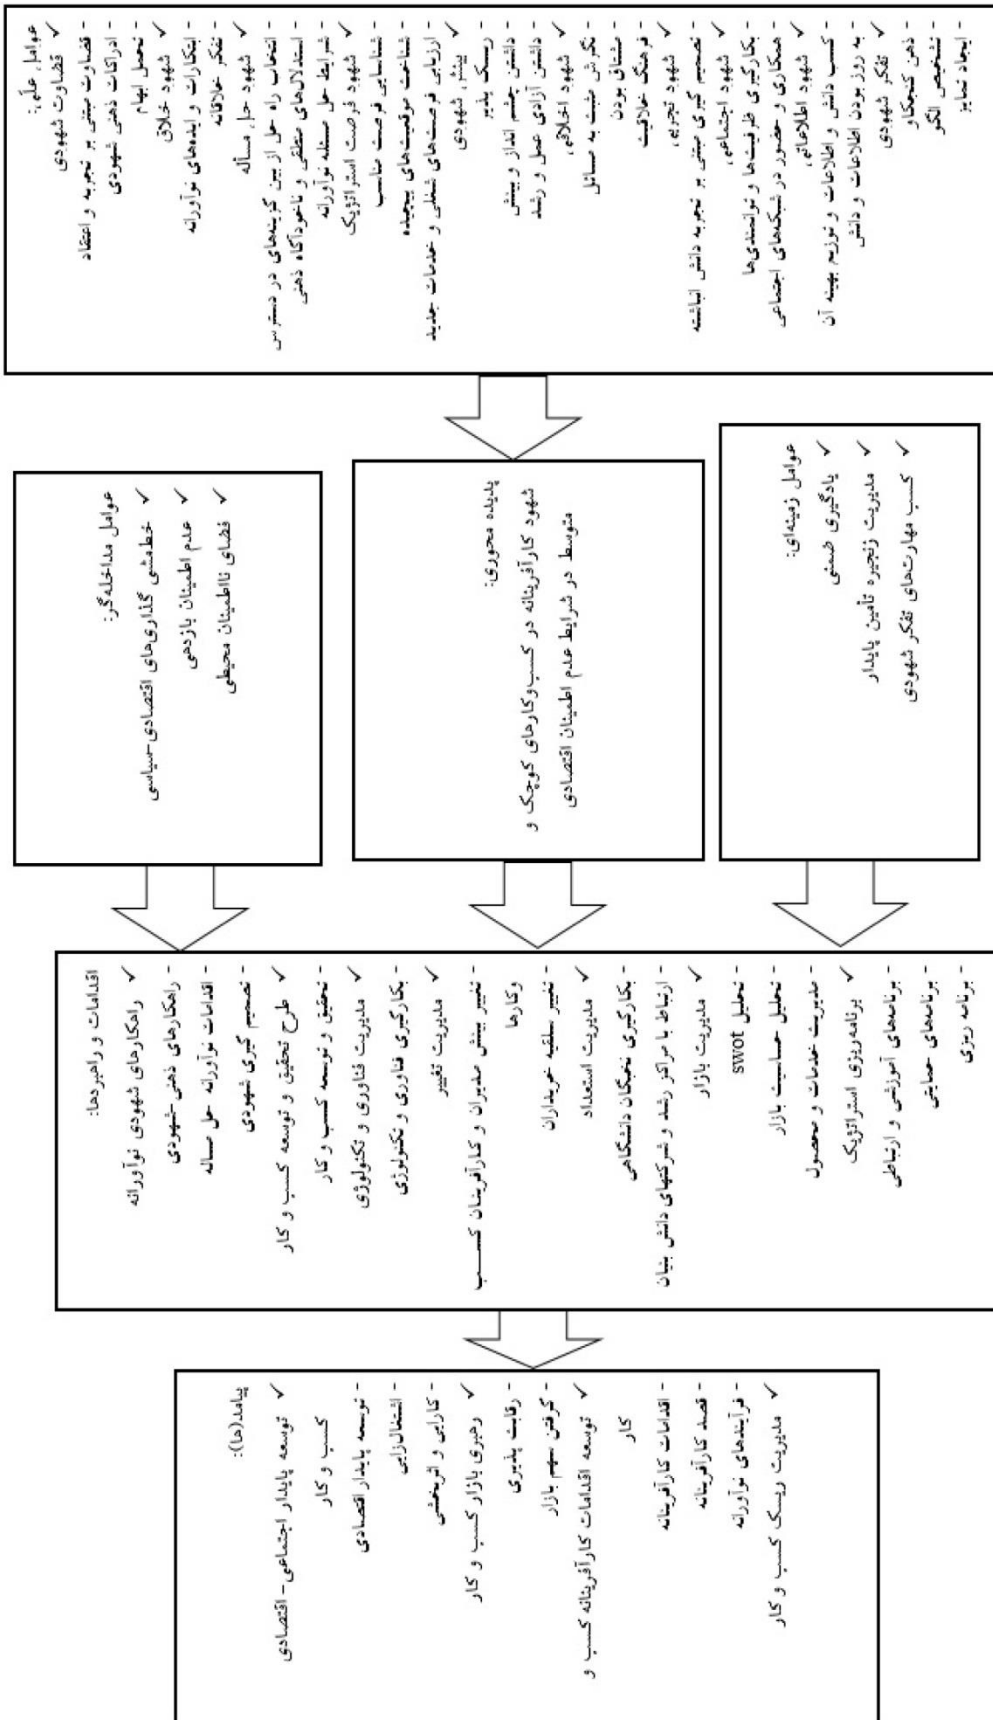 عوامل علّی:
✓ قضاوت شهودی
- قضاوت مبتنی بر تجربه و اعتقاد
- ادراکات ذهنی شهودی
- تحمل ابهام
✓ شهود خلاق
- ابتکارات و ایده‌های نوآورانه
- تفکر خلاقانه
✓ شهود حل مسأله
- انتخاب راه حل از بین گزینه‌های در دسترس
- استدلال‌های منطقی و ناخودآگاه ذهنی
- شرایط حل مسئله نوآورانه
✓ شهود فرصت استراتژیک
- شناسایی فرصت مناسب
- شناخت موقعیت‌های پیچیده
- ارزیابی فرصت‌های شغلی و خدمات جدید
✓ بینش شهودی
- ریسک پذیر
- داشتن چشم انداز و بینش
- داشتن آزادی عمل و رشد
✓ شهود اخلاقی
- نگرش مثبت به مسائل
- مشتاق بودن
- فرهنگ خلاقیت
✓ شهود تجربی
- تصمیم گیری مبتنی بر تجربه دانش انباشته
✓ شهود اجتماعی
- بکارگیری ظرفیت‌ها و توانمندی‌ها
- همکاری و حضور در شبکه‌های اجتماعی
✓ شهود اطلاعاتی
- کسب دانش و اطلاعات و توزیع بهینه آن
- به روز بودن اطلاعات و دانش
✓ تفکر شهودی
- ذهن کنجکاو
- تشخیص الگو
- ایجاد تمایز
عوامل مداخله‌گر:
✓ خط‌مشی گذاری‌های اقتصادی-سیاسی
✓ عدم اطمینان بازدهی
✓ فضای نااطمینان محیطی
پدیده محوری:
شهود کارآفرینانه در کسب‌وکارهای کوچک و
متوسط در شرایط عدم اطمینان اقتصادی
عوامل زمینه‌ای:
✓ یادگیری ضمنی
✓ مدیریت زنجیره تأمین پایدار
✓ کسب مهارت‌های تفکر شهودی
اقدامات و راهبردها:
✓ راهکارهای شهودی نوآورانه
- راهکارهای ذهنی-شهودی
- اقدامات نوآورانه حل مساله
- تصمیم گیری شهودی
✓ طرح تحقیق و توسعه کسب و کار
- تحقیق و توسعه کسب و کار
✓ مدیریت فناوری و تکنولوژی
- بکارگیری فناوری و تکنولوژی
✓ مدیریت تغییر
- تغییر بینش مدیران و کارآفرینان کسب
وکارها
- تغییر سلقیه خریداران
✓ مدیریت استعداد
- بکارگیری نخبگان دانشگاهی
- ارتباط با مراکز رشد و شرکتهای دانش بنیان
✓ مدیریت بازار
- تحلیل swot
- تحلیل حساسیت بازار
- مدیریت خدمات و محصول
✓ برنامه‌ریزی استراتژیک
- برنامه‌های آموزشی و ارتباطی
- برنامه‌های حمایتی
- برنامه ریزی
پیامد(ها):
✓ توسعه پایدار اجتماعی-اقتصادی
کسب و کار
- توسعه پایدار اقتصادی
- اشتغال‌زایی
- کارایی و اثربخشی
✓ رهبری بازار کسب و کار
- رقابت پذیری
- گرفتن سهم بازار
✓ توسعه اقدامات کارآفرینانه کسب و
کار
- اقدامات کارآفرینانه
- قصد کارآفرینانه
- فرآیندهای نوآورانه
✓ مدیریت ریسک کسب و کار